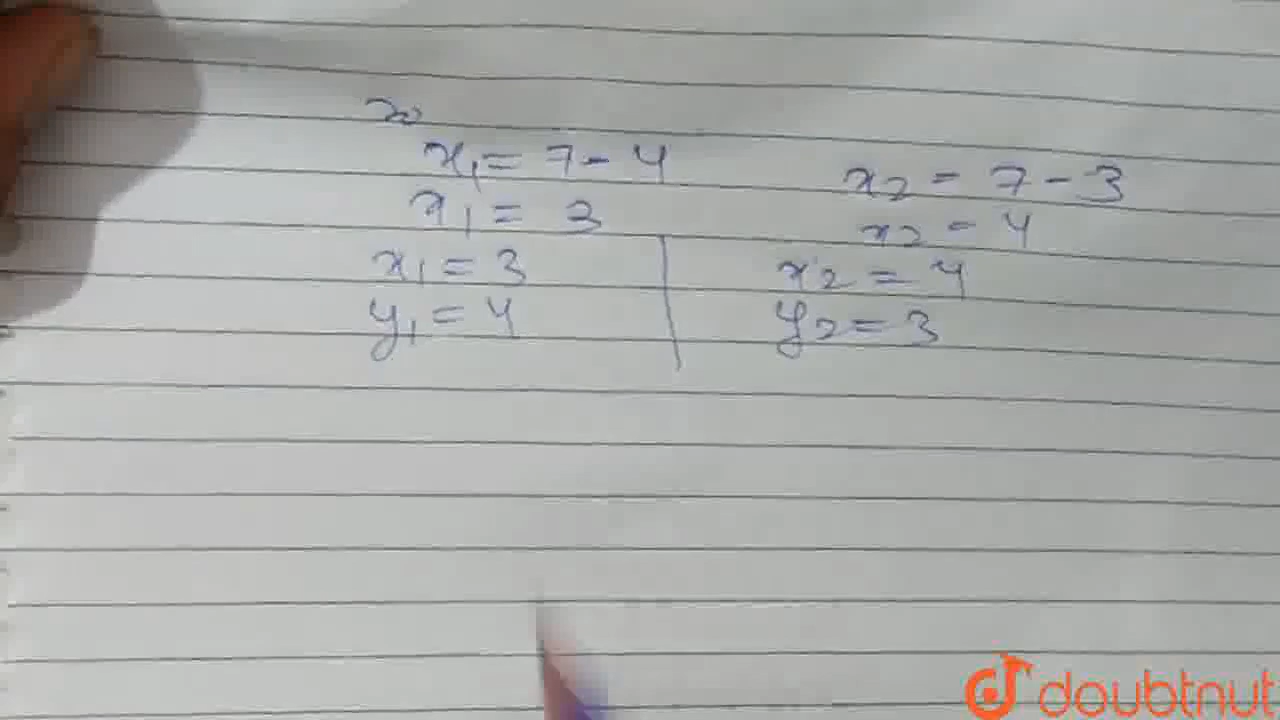 so
x₁ = 7 - 4
x₁ = 3
x₁ = 3
y₁ = 4
x₂ = 7 - 3
x₂ = 4
x₂ = 4
y₂ = 3
doubtnut